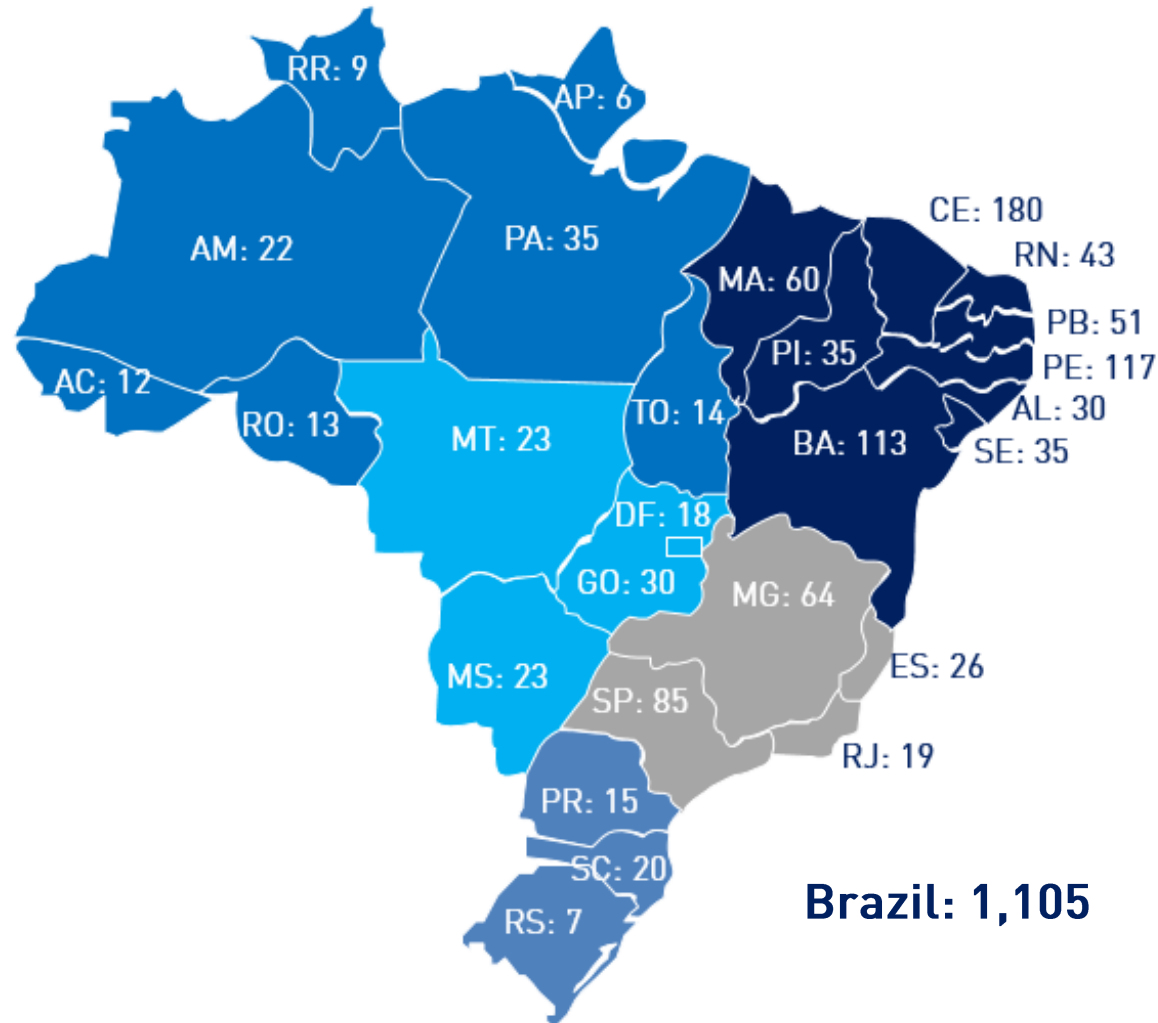 RR: 9
AP: 6
CE: 180
AM: 22
PA: 35
RN: 43
MA: 60
PB: 51
PI: 35
PE: 117
AC: 12
RO: 13
MT: 23
TO: 14
AL: 30
BA: 113
SE: 35
DF: 18
GO: 30
MG: 64
MS: 23
ES: 26
SP: 85
RJ: 19
PR: 15
SC: 20
RS: 7
Brazil: 1,105